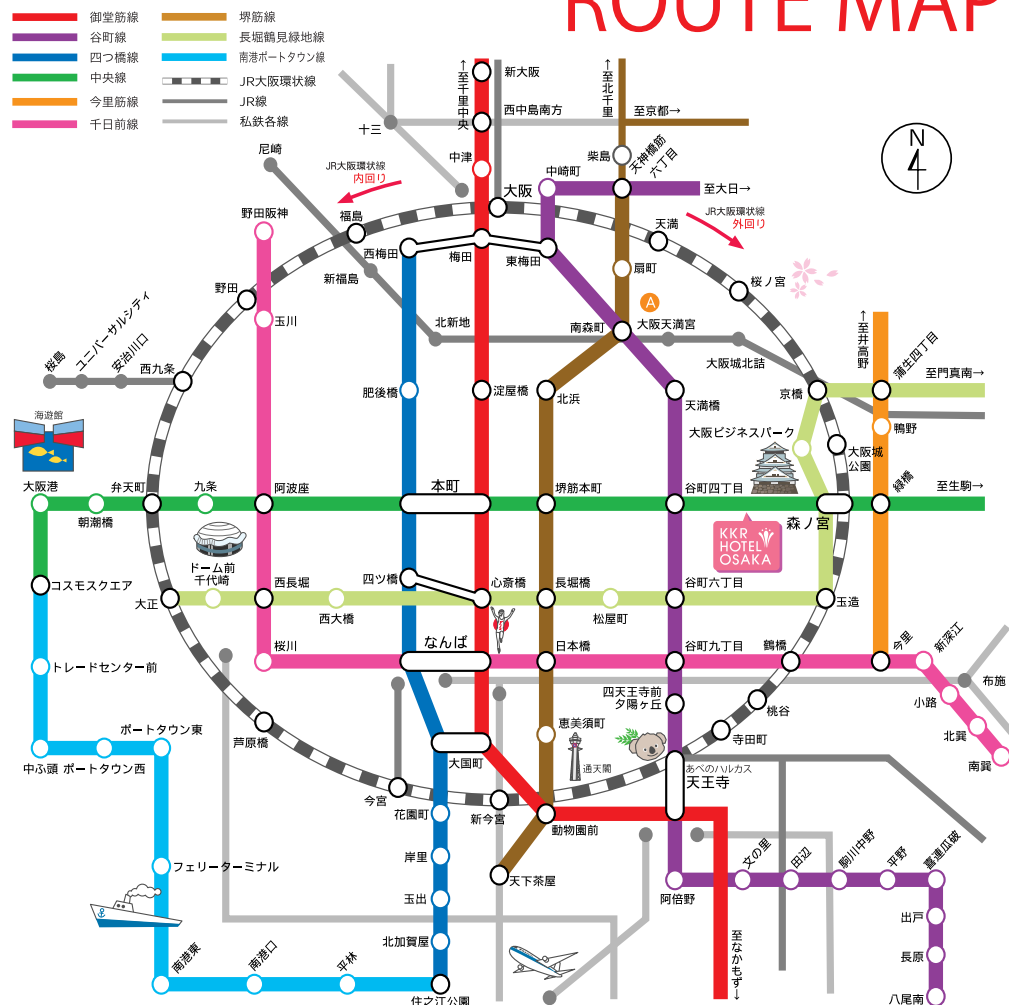 ROUTE MAP
御堂筋線
谷町線
四つ橋線
中央線
今里筋線
千日前線
堺筋線
長堀鶴見緑地線
南港ポートタウン線
JR大阪環状線
JR線
私鉄各線
N
←至千里中央
新大阪
西中島南方
←至北千里
至京都→
十三
中津
柴島
天神橋筋
六丁目
尼崎
JR大阪環状線
内回り
中崎町
至大日→
大阪
野田阪神
福島
西梅田
梅田
東梅田
天満
JR大阪環状線
外回り
新福島
扇町
桜ノ宮
野田
玉川
北新地
A
南森町
大阪天満宮
大阪城北詰
←至井高野
蒲生四丁目
至門真南→
桜島
ユニバーサルシティ
安治川口
西九条
肥後橋
淀屋橋
北浜
天満橋
京橋
鴫野
海遊館
大阪ビジネスパーク
大阪城
公園
大阪港
朝潮橋
弁天町
九条
阿波座
本町
堺筋本町
谷町四丁目
森ノ宮
緑橋
至生駒→
KKR
HOTEL
OSAKA
ドーム前
千代崎
コスモスクエア
大正
西長堀
西大橋
四ツ橋
心斎橋
長堀橋
松屋町
谷町六丁目
玉造
桜川
なんば
日本橋
谷町九丁目
鶴橋
今里
新深江
布施
トレードセンター前
小路
北巽
南巽
四天王寺前
夕陽ヶ丘
桃谷
寺田町
芦原橋
恵美須町
通天閣
ポートタウン東
中ふ頭
ポートタウン西
大国町
あべのハルカス
天王寺
今宮
花園町
新今宮
動物園前
フェリーターミナル
岸里
天下茶屋
阿倍野
文の里
田辺
駒川中野
平野
喜連瓜破
玉出
出戸
北加賀屋
長原
八尾南
南港東
南港口
平林
住之江公園
至なかもず→